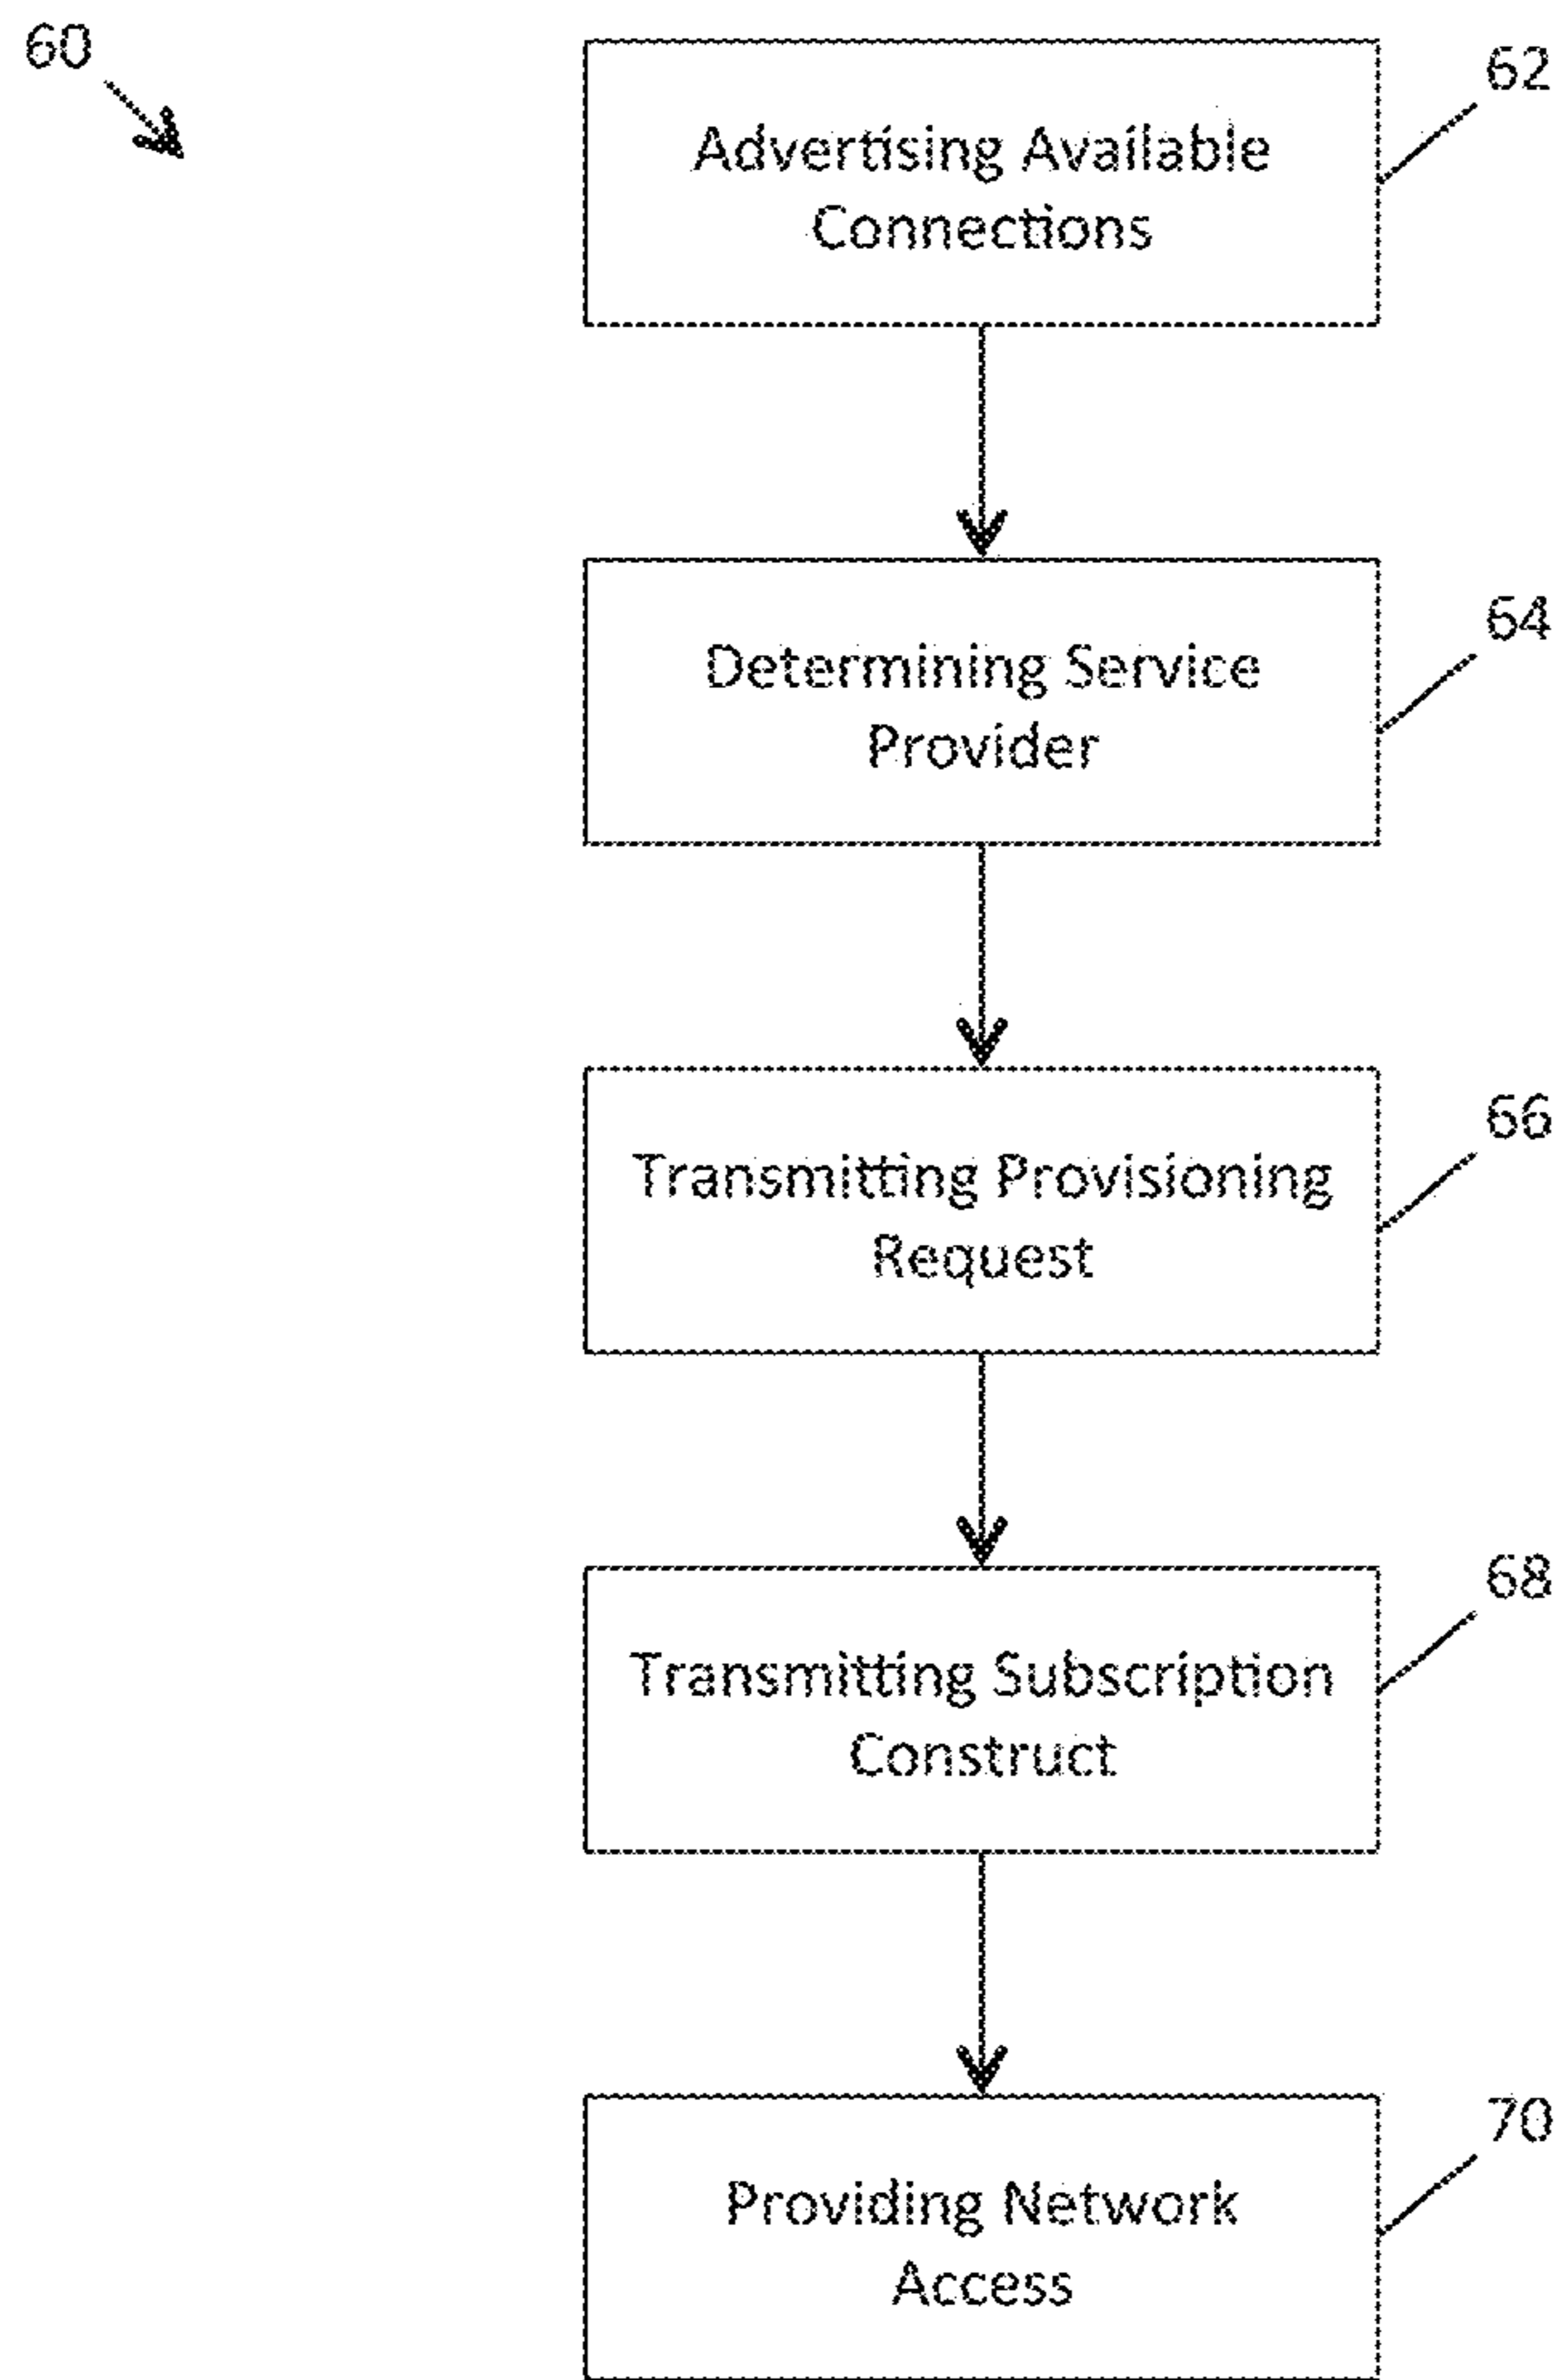 60
62
Advertising Available
Connections
64
Determining Service
Provider
66
Transmitting Provisioning
Request
68
Transmitting Subscription
Construct
70
Providing Network
Access